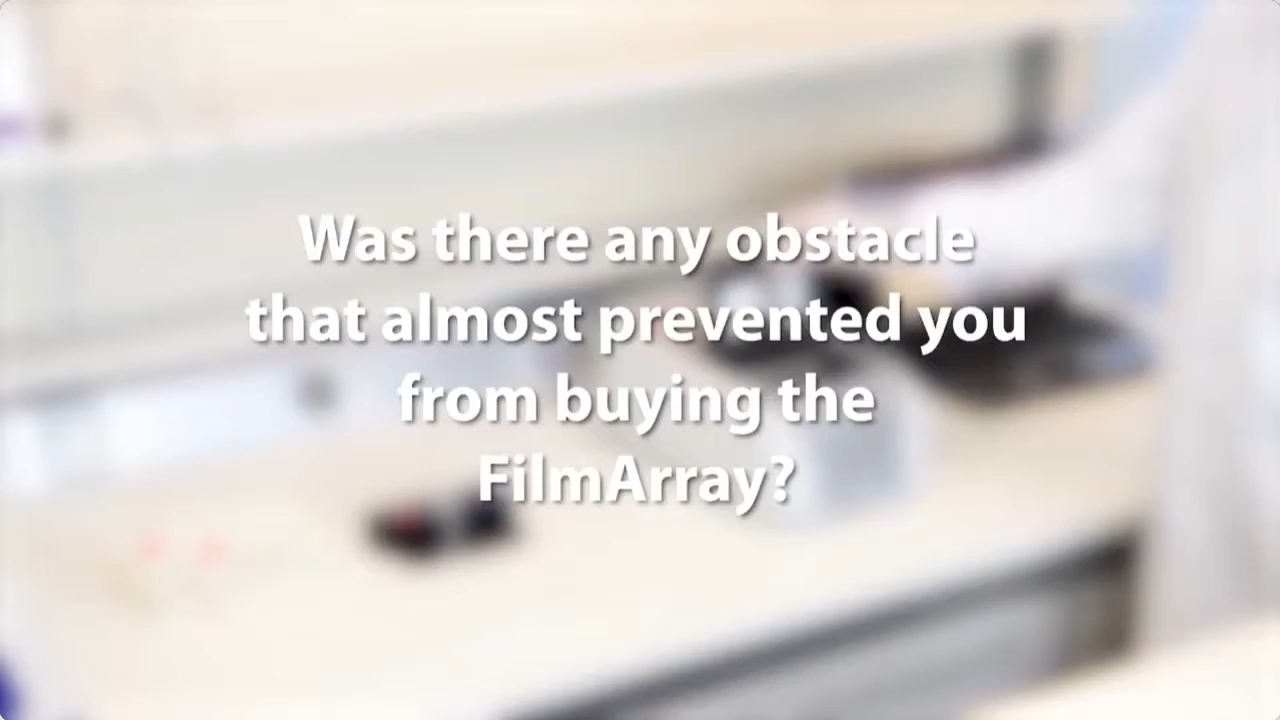 Was there any obstacle
that almost prevented you
from buying the
FilmArray?